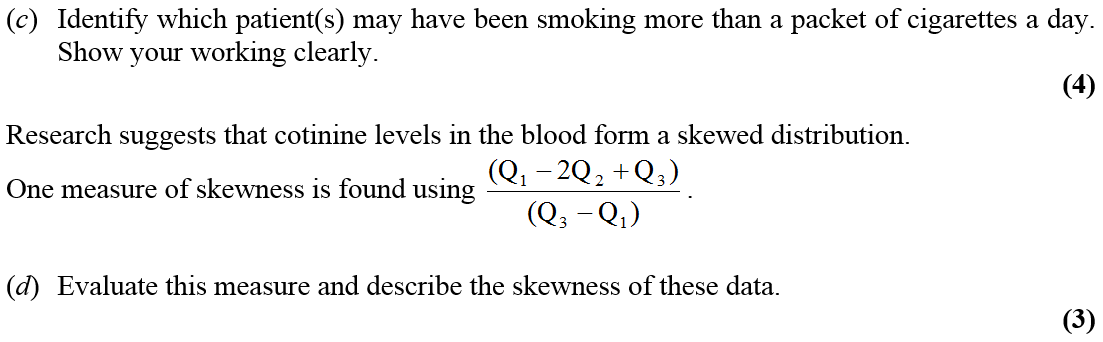 (c) Identify which patient(s) may have been smoking more than a packet of cigarettes a day.
Show your working clearly.
(4)
Research suggests that cotinine levels in the blood form a skewed distribution.
One measure of skewness is found using (Q₁ − 2Q₂ + Q₃) / (Q₃ − Q₁) .
(d) Evaluate this measure and describe the skewness of these data.
(3)